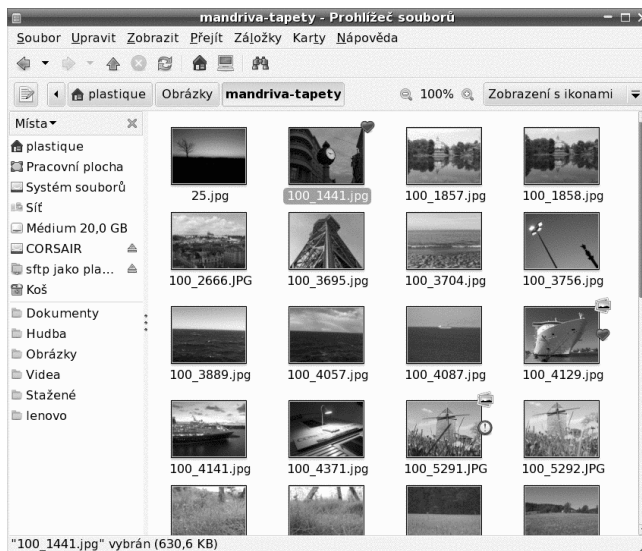 mandriva-tapety - Prohlížeč souborů
Soubor Upravit Zobrazit Přejít Záložky Karty Nápověda
plastique Obrázky mandriva-tapety 100% Zobrazení s ikonami
Místa
plastique
Pracovní plocha
Systém souborů
Síť
Médium 20,0 GB
CORSAIR
sftp jako pla...
Koš
Dokumenty
Hudba
Obrázky
Videa
Stažené
lenovo
25.jpg 100_1441.jpg 100_1857.jpg 100_1858.jpg
100_2666.JPG 100_3695.jpg 100_3704.jpg 100_3756.jpg
100_3889.jpg 100_4057.jpg 100_4087.jpg 100_4129.jpg
100_4141.jpg 100_4371.jpg 100_5291.JPG 100_5292.JPG
"100_1441.jpg" vybrán (630,6 KB)